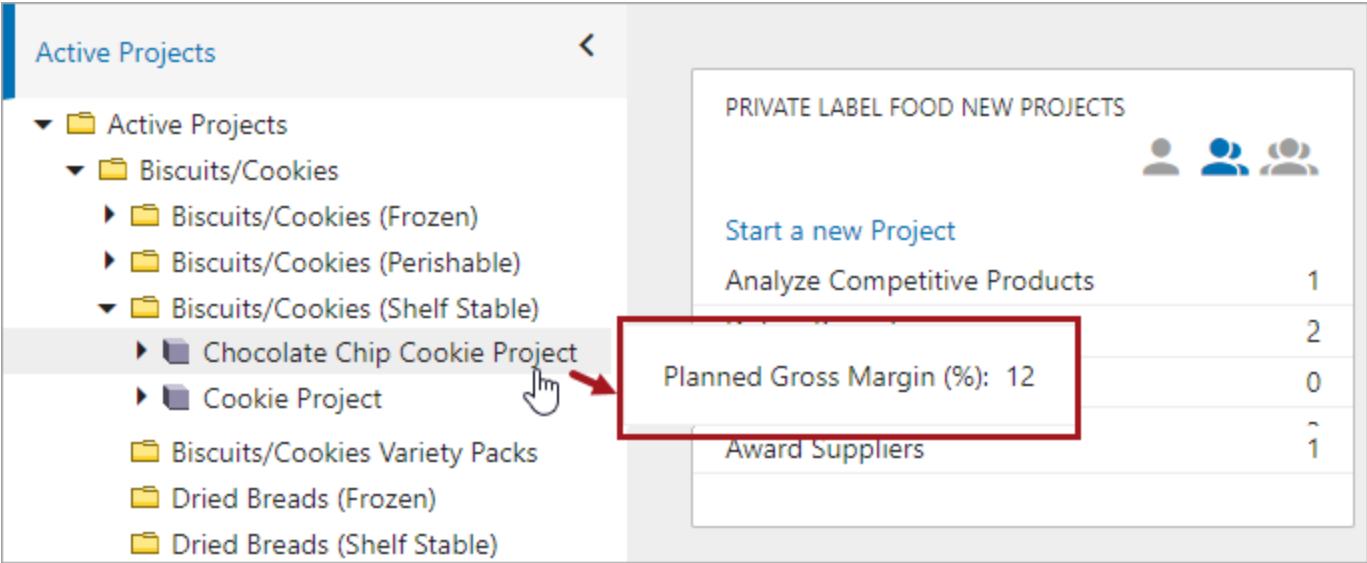 Active Projects
Active Projects
Biscuits/Cookies
Biscuits/Cookies (Frozen)
Biscuits/Cookies (Perishable)
Biscuits/Cookies (Shelf Stable)
Chocolate Chip Cookie Project
Cookie Project
Biscuits/Cookies Variety Packs
Dried Breads (Frozen)
Dried Breads (Shelf Stable)
PRIVATE LABEL FOOD NEW PROJECTS
Start a new Project
Analyze Competitive Products 1
2
Planned Gross Margin (%): 12
0
Award Suppliers 1